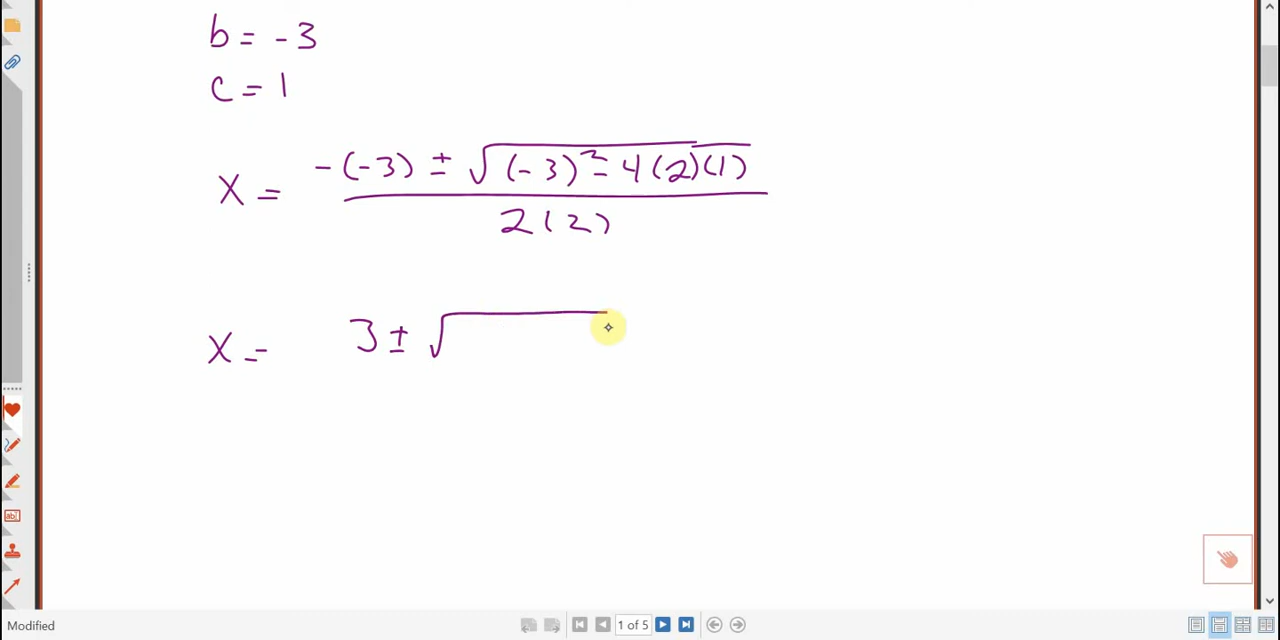 b = -3
c = 1
x = -(-3) ± √(-3)² - 4(2)(1)
2(2)
x = 3 ± √
Modified
1 of 5